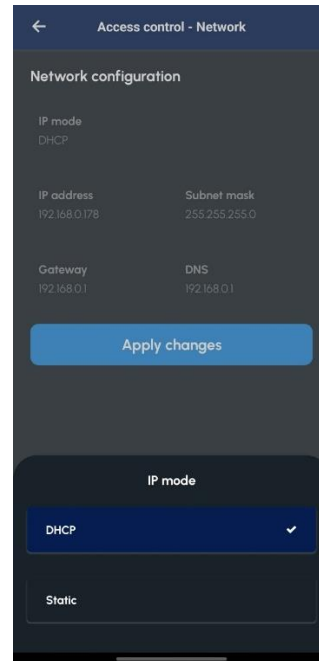 Access control - Network
Network configuration
IP mode
DHCP
IP address Subnet mask
192.168.0.178 255.255.255.0
Gateway DNS
192.168.0.1 192.168.0.1
Apply changes
IP mode
DHCP
Static